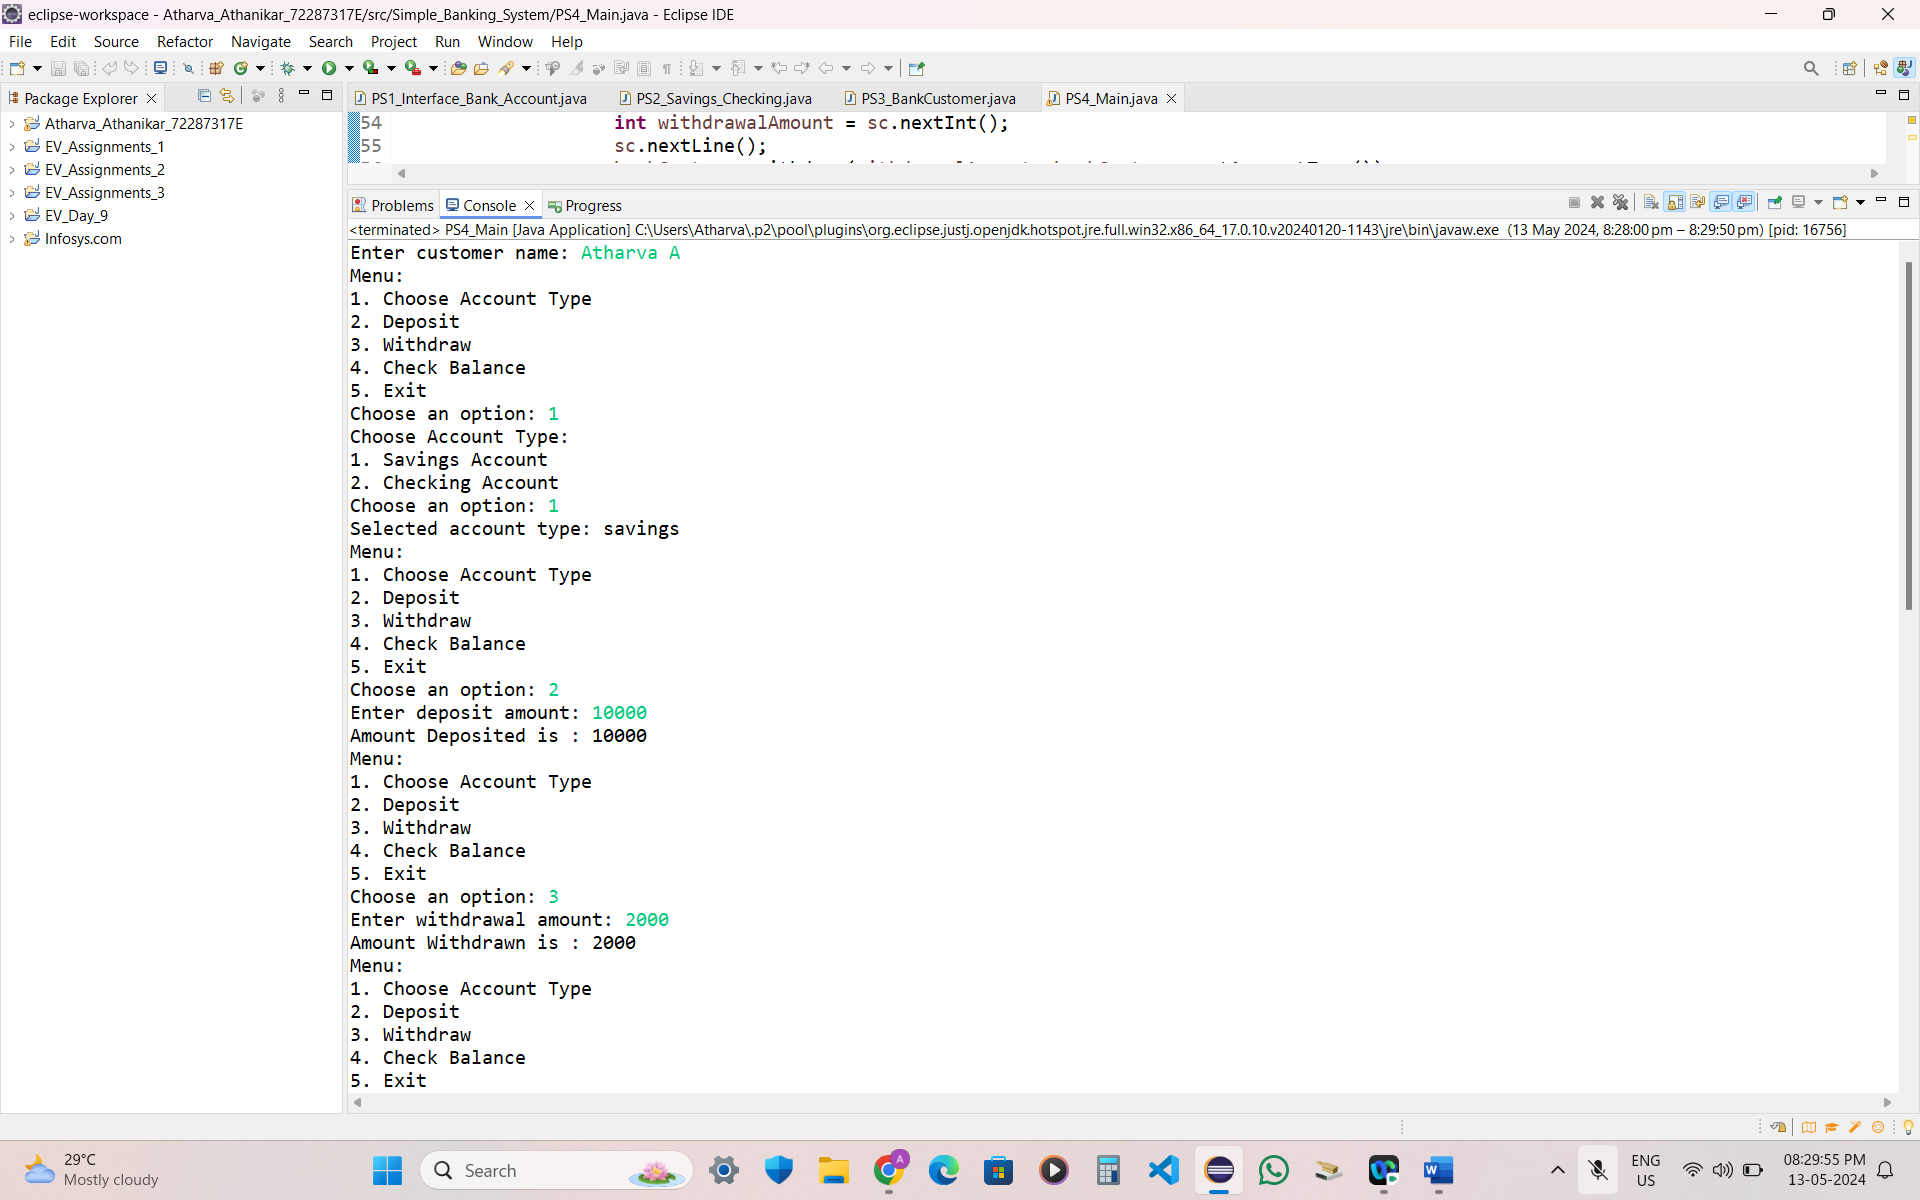 eclipse-workspace - Atharva_Athanikar_72287317E/src/Simple_Banking_System/PS4_Main.java - Eclipse IDE
File Edit Source Refactor Navigate Search Project Run Window Help
Package Explorer
Atharva_Athanikar_72287317E
EV_Assignments_1
EV_Assignments_2
EV_Assignments_3
EV_Day_9
Infosys.com
PS1_Interface_Bank_Account.java PS2_Savings_Checking.java PS3_BankCustomer.java PS4_Main.java
54 int withdrawalAmount = sc.nextInt();
55 sc.nextLine();
Problems Console Progress
<terminated> PS4_Main [Java Application] C:\Users\Atharva\.p2\pool\plugins\org.eclipse.justj.openjdk.hotspot.jre.full.win32.x86_64_17.0.10.v20240120-1143\jre\bin\javaw.exe (13 May 2024, 8:28:00 pm – 8:29:50 pm) [pid: 16756]
Enter customer name: Atharva A
Menu:
1. Choose Account Type
2. Deposit
3. Withdraw
4. Check Balance
5. Exit
Choose an option: 1
Choose Account Type:
1. Savings Account
2. Checking Account
Choose an option: 1
Selected account type: savings
Menu:
1. Choose Account Type
2. Deposit
3. Withdraw
4. Check Balance
5. Exit
Choose an option: 2
Enter deposit amount: 10000
Amount Deposited is : 10000
Menu:
1. Choose Account Type
2. Deposit
3. Withdraw
4. Check Balance
5. Exit
Choose an option: 3
Enter withdrawal amount: 2000
Amount Withdrawn is : 2000
Menu:
1. Choose Account Type
2. Deposit
3. Withdraw
4. Check Balance
5. Exit
29°C
Mostly cloudy
Search
A
ENG
US
08:29:55 PM
13-05-2024